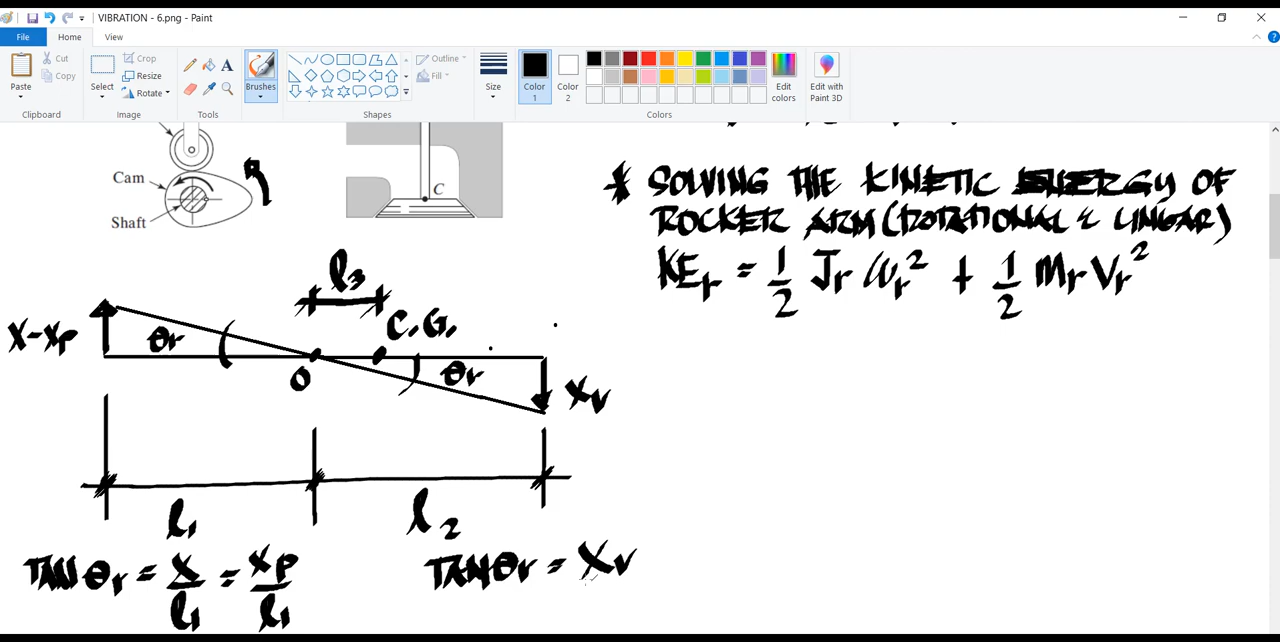 VIBRATION - 6.png - Paint
File Home View
Paste
Cut
Copy
Clipboard
Select
Crop
Resize
Rotate
Image
A
Tools
Brushes
Shapes
Outline
Fill
Size
Color 1
Color 2
Edit colors
Edit with Paint 3D
Colors
Cam
Shaft
C
* SOLVING THE KINETIC ENERGY OF
ROCKER ARM (ROTATIONAL & LINEAR)
KEr = 1/2 Jr ωr² + 1/2 mr Vr²
l3
C.G.
X-Xp
θr
O
θr
Xv
l1
l2
TAN θr = X/l1 = Xp/l1
TAN θr = Xv